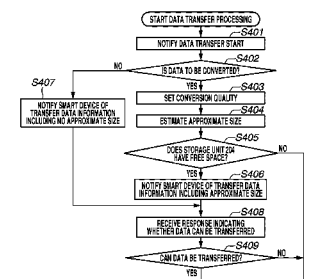 START DATA TRANSFER PROCESSING
S401
NOTIFY DATA TRANSFER START
S402
NO
IS DATA TO BE CONVERTED?
S407
YES
S403
SET CONVERSION QUALITY
NOTIFY SMART DEVICE OF
TRANSFER DATA INFORMATION
INCLUDING NO APPROXIMATE SIZE
S404
ESTIMATE APPROXIMATE SIZE
S405
DOES STORAGE UNIT 204
HAVE FREE SPACE?
NO
YES
S406
NOTIFY SMART DEVICE OF TRANSFER DATA
INFORMATION INCLUDING APPROXIMATE SIZE
S408
RECEIVE RESPONSE INDICATING
WHETHER DATA CAN BE TRANSFERRED
S409
CAN DATA BE TRANSFERRED?
NO
YES